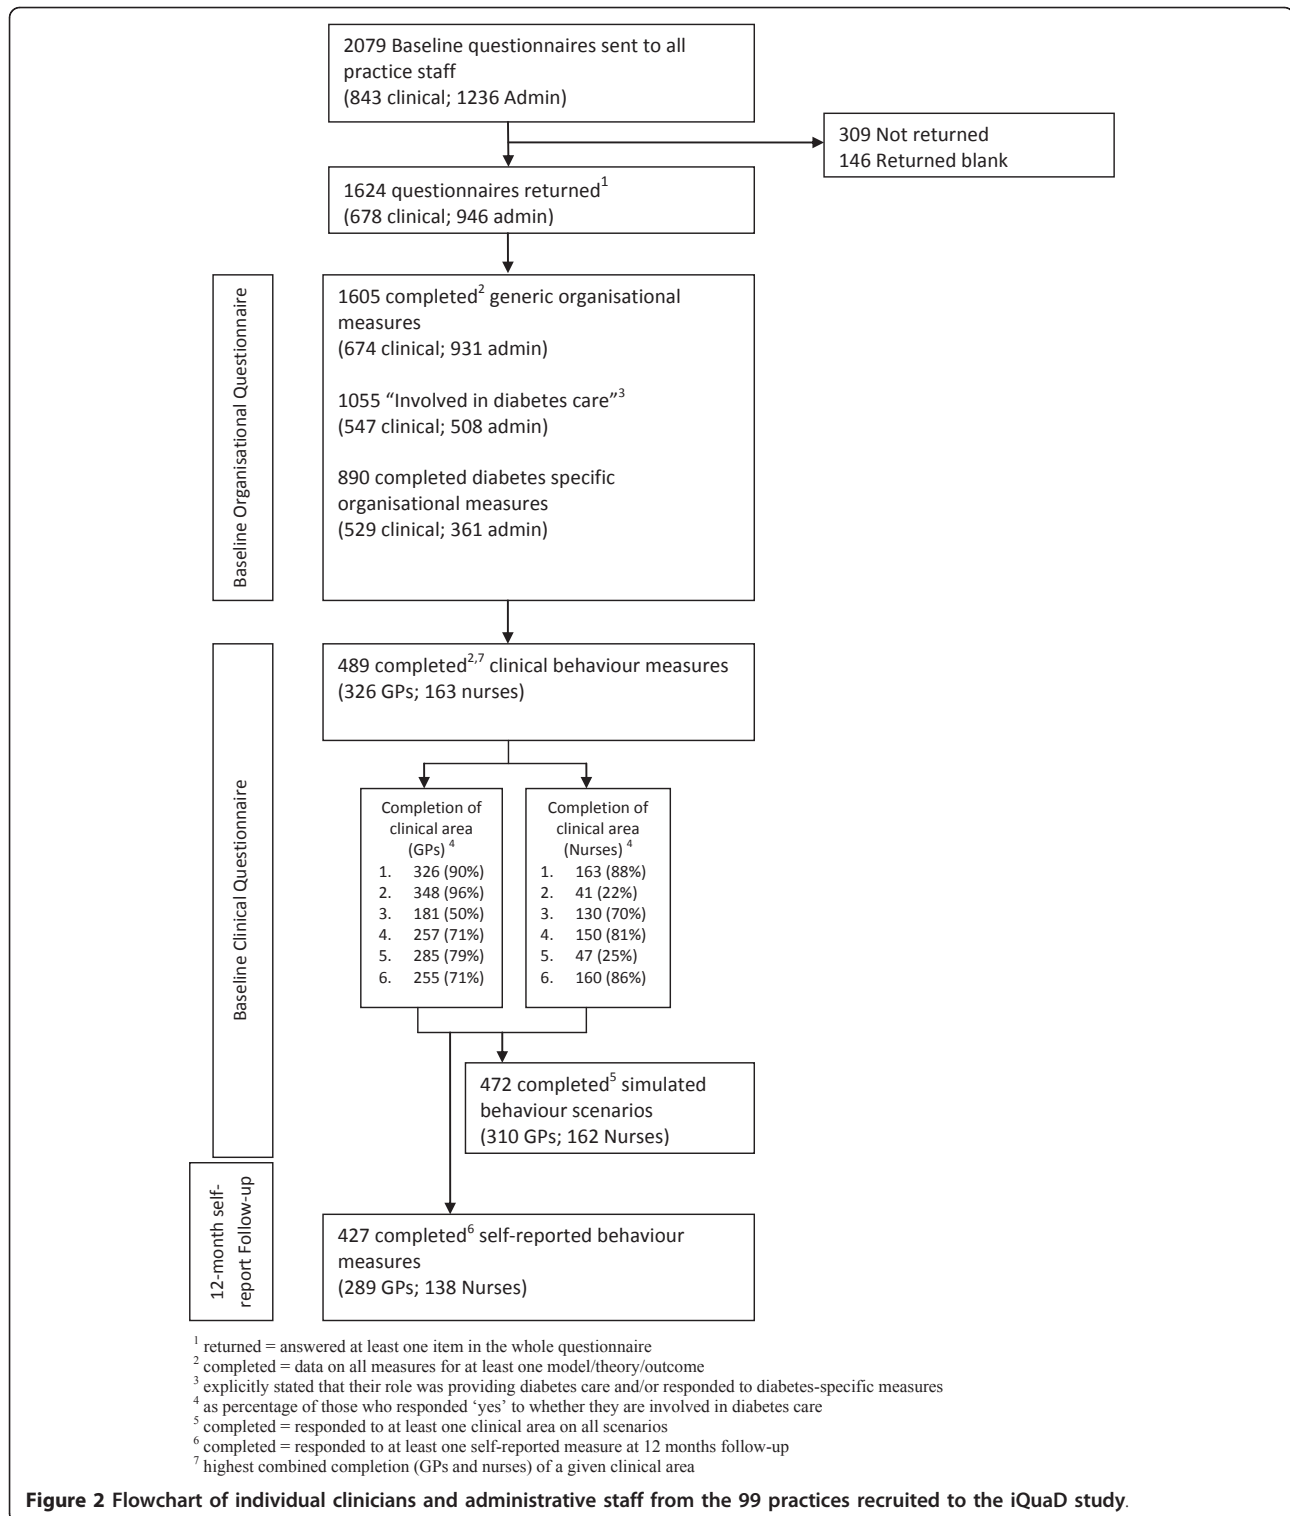 2079 Baseline questionnaires sent to all
practice staff
(843 clinical; 1236 Admin)
309 Not returned
146 Returned blank
1624 questionnaires returned1
(678 clinical; 946 admin)
Baseline Organisational Questionnaire
1605 completed2 generic organisational
measures
(674 clinical; 931 admin)
1055 “Involved in diabetes care”3
(547 clinical; 508 admin)
890 completed diabetes specific
organisational measures
(529 clinical; 361 admin)
Baseline Clinical Questionnaire
489 completed2,7 clinical behaviour measures
(326 GPs; 163 nurses)
Completion of
clinical area
(GPs) 4
1. 326 (90%)
2. 348 (96%)
3. 181 (50%)
4. 257 (71%)
5. 285 (79%)
6. 255 (71%)
Completion of
clinical area
(Nurses) 4
1. 163 (88%)
2. 41 (22%)
3. 130 (70%)
4. 150 (81%)
5. 47 (25%)
6. 160 (86%)
472 completed5 simulated
behaviour scenarios
(310 GPs; 162 Nurses)
12-month self-
report Follow-up
427 completed6 self-reported behaviour
measures
(289 GPs; 138 Nurses)
1 returned = answered at least one item in the whole questionnaire
2 completed = data on all measures for at least one model/theory/outcome
3 explicitly stated that their role was providing diabetes care and/or responded to diabetes-specific measures
4 as percentage of those who responded ‘yes’ to whether they are involved in diabetes care
5 completed = responded to at least one clinical area on all scenarios
6 completed = responded to at least one self-reported measure at 12 months follow-up
7 highest combined completion (GPs and nurses) of a given clinical area
Figure 2 Flowchart of individual clinicians and administrative staff from the 99 practices recruited to the iQuaD study.